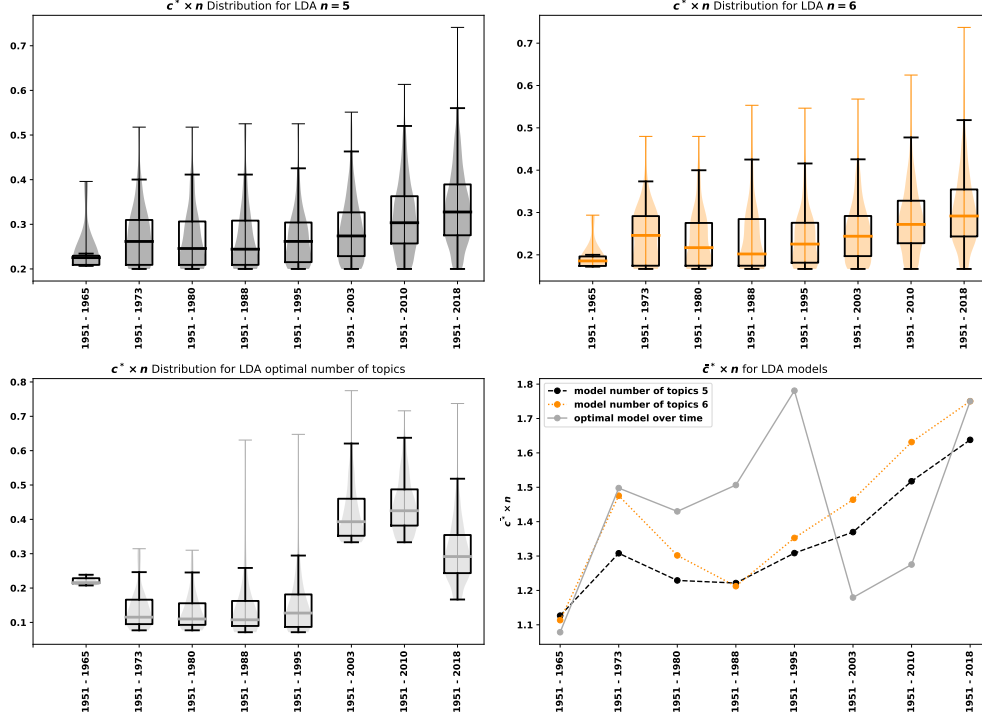 c* × n Distribution for LDA n = 5
0.7
0.6
0.5
0.4
0.3
0.2
1951 - 1965
1951 - 1973
1951 - 1980
1951 - 1988
1951 - 1995
1951 - 2003
1951 - 2010
1951 - 2018
c* × n Distribution for LDA n = 6
0.7
0.6
0.5
0.4
0.3
0.2
1951 - 1965
1951 - 1973
1951 - 1980
1951 - 1988
1951 - 1995
1951 - 2003
1951 - 2010
1951 - 2018
c* × n Distribution for LDA optimal number of topics
0.8
0.7
0.6
0.5
0.4
0.3
0.2
0.1
1951 - 1965
1951 - 1973
1951 - 1980
1951 - 1988
1951 - 1995
1951 - 2003
1951 - 2010
1951 - 2018
c̄* × n for LDA models
model number of topics 5
model number of topics 6
optimal model over time
c̄* × n
1.8
1.7
1.6
1.5
1.4
1.3
1.2
1.1
1951 - 1965
1951 - 1973
1951 - 1980
1951 - 1988
1951 - 1995
1951 - 2003
1951 - 2010
1951 - 2018